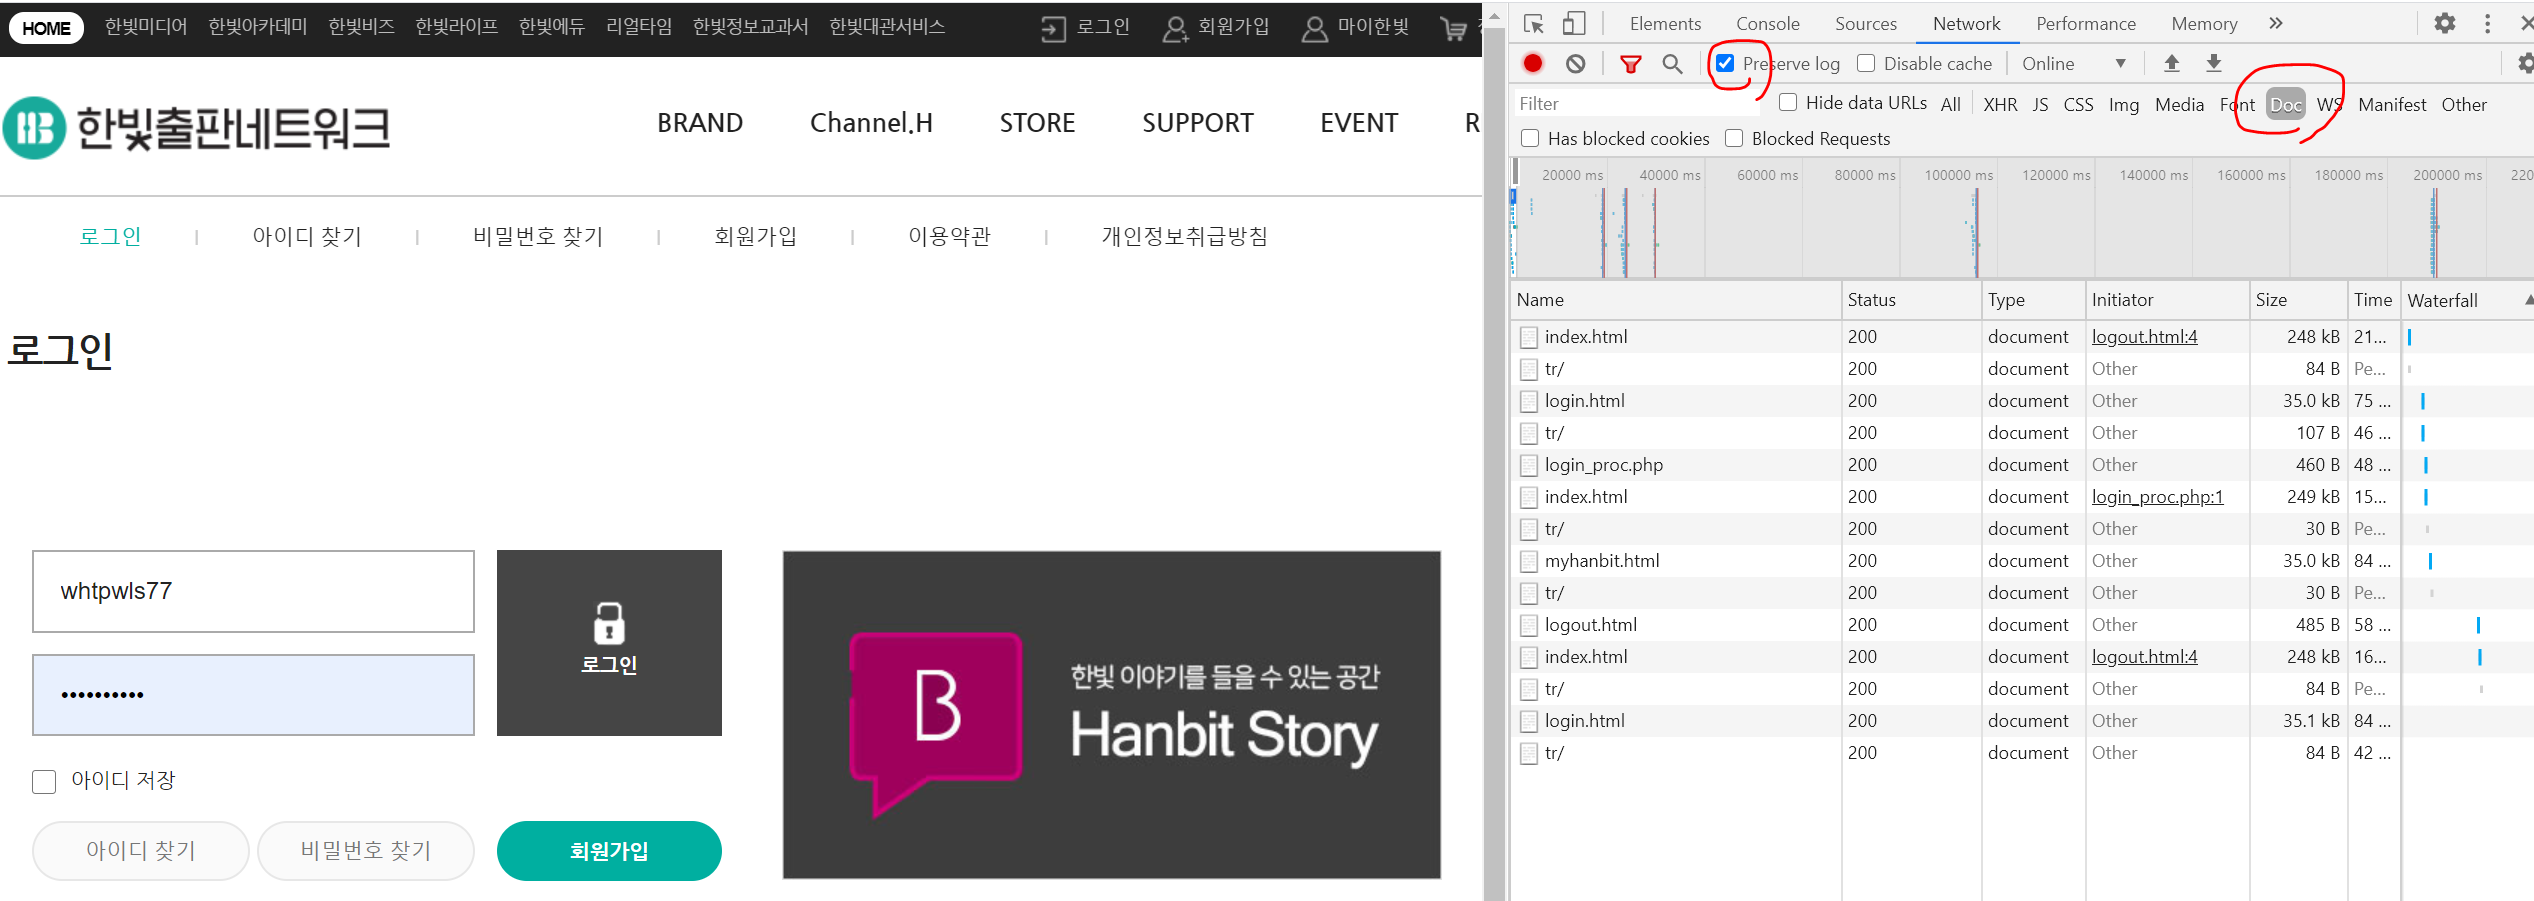 HOME 한빛미디어 한빛아카데미 한빛비즈 한빛라이프 한빛에듀 리얼타임 한빛정보교과서 한빛대관서비스 로그인 회원가입 마이한빛
한빛출판네트워크 BRAND Channel.H STORE SUPPORT EVENT R
로그인 아이디 찾기 비밀번호 찾기 회원가입 이용약관 개인정보취급방침
로그인
whtpwls77
로그인
아이디 저장
아이디 찾기 비밀번호 찾기 회원가입
B
한빛 이야기를 들을 수 있는 공간
Hanbit Story
Elements Console Sources Network Performance Memory
Preserve log Disable cache Online
Filter Hide data URLs All XHR JS CSS Img Media Font Doc WS Manifest Other
Has blocked cookies Blocked Requests
20000 ms 40000 ms 60000 ms 80000 ms 100000 ms 120000 ms 140000 ms 160000 ms 180000 ms 200000 ms 220
Name Status Type Initiator Size Time Waterfall
index.html 200 document logout.html:4 248 kB 21...
tr/ 200 document Other 84 B Pe...
login.html 200 document Other 35.0 kB 75 ...
tr/ 200 document Other 107 B 46 ...
login_proc.php 200 document Other 460 B 48 ...
index.html 200 document login_proc.php:1 249 kB 15...
tr/ 200 document Other 30 B Pe...
myhanbit.html 200 document Other 35.0 kB 84 ...
tr/ 200 document Other 30 B Pe...
logout.html 200 document Other 485 B 58 ...
index.html 200 document logout.html:4 248 kB 16...
tr/ 200 document Other 84 B Pe...
login.html 200 document Other 35.1 kB 84 ...
tr/ 200 document Other 84 B 42 ...